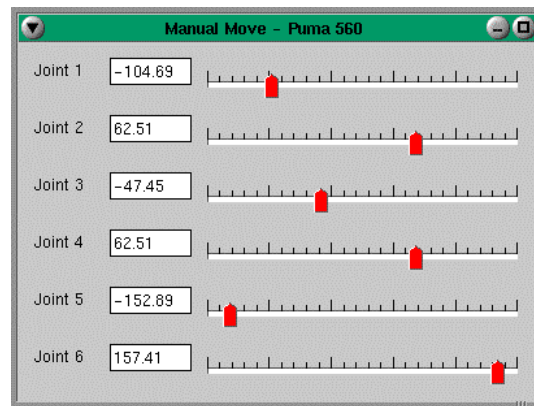 Manual Move - Puma 560
Joint 1 -104.69
Joint 2 62.51
Joint 3 -47.45
Joint 4 62.51
Joint 5 -152.89
Joint 6 157.41